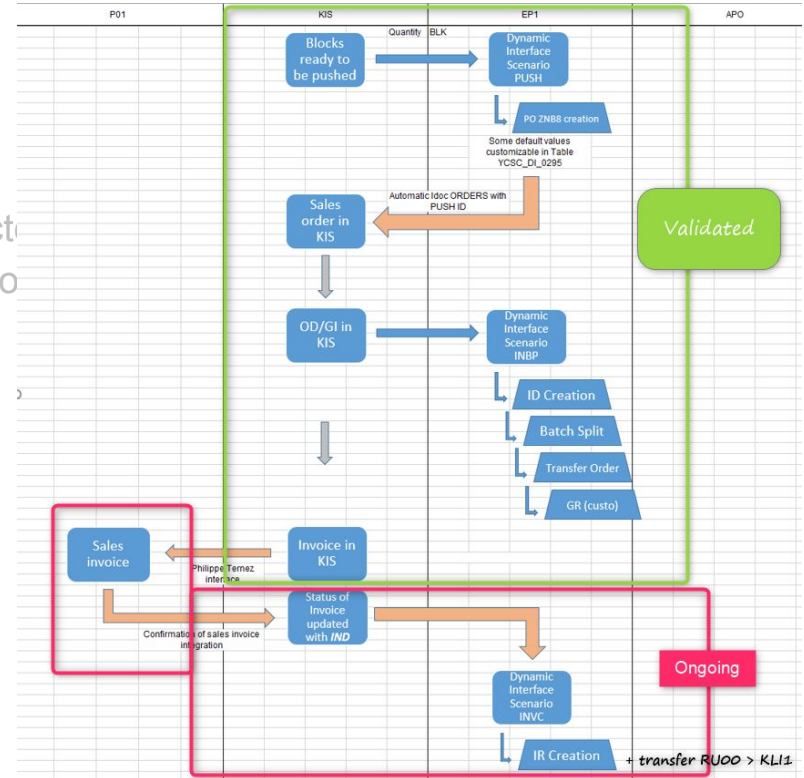 P01
KIS
EP1
APO
Blocks
ready to
be pushed
Quantity BLK
Dynamic
Interface
Scenario
PUSH
PO ZNB8 creation
Some default values
customizable in Table
YCSC_DI_0295
Automatic Idoc ORDERS with
PUSH ID
Sales
order in
KIS
Validated
OD/GI in
KIS
Dynamic
Interface
Scenario
INBP
ID Creation
Batch Split
Transfer Order
GR (custo)
Sales
invoice
Invoice in
KIS
Philippe Ternez
interface
Status of
Invoice
updated
with IND
Confirmation of sales invoice
integration
Ongoing
Dynamic
Interface
Scenario
INVC
IR Creation
+ transfer RU00 > KLI1